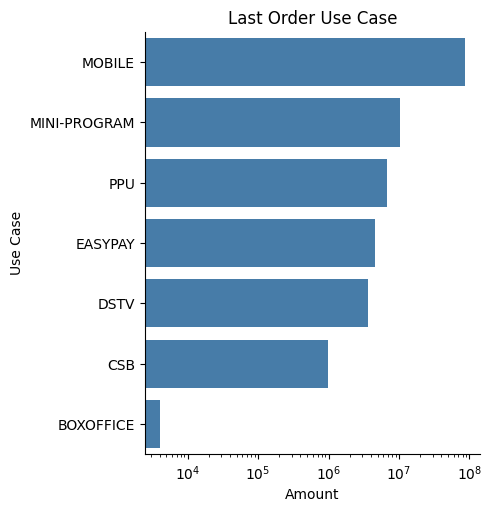 Last Order Use Case
MOBILE
MINI-PROGRAM
PPU
EASYPAY
DSTV
CSB
BOXOFFICE
Use Case
10⁴ 10⁵ 10⁶ 10⁷ 10⁸
Amount